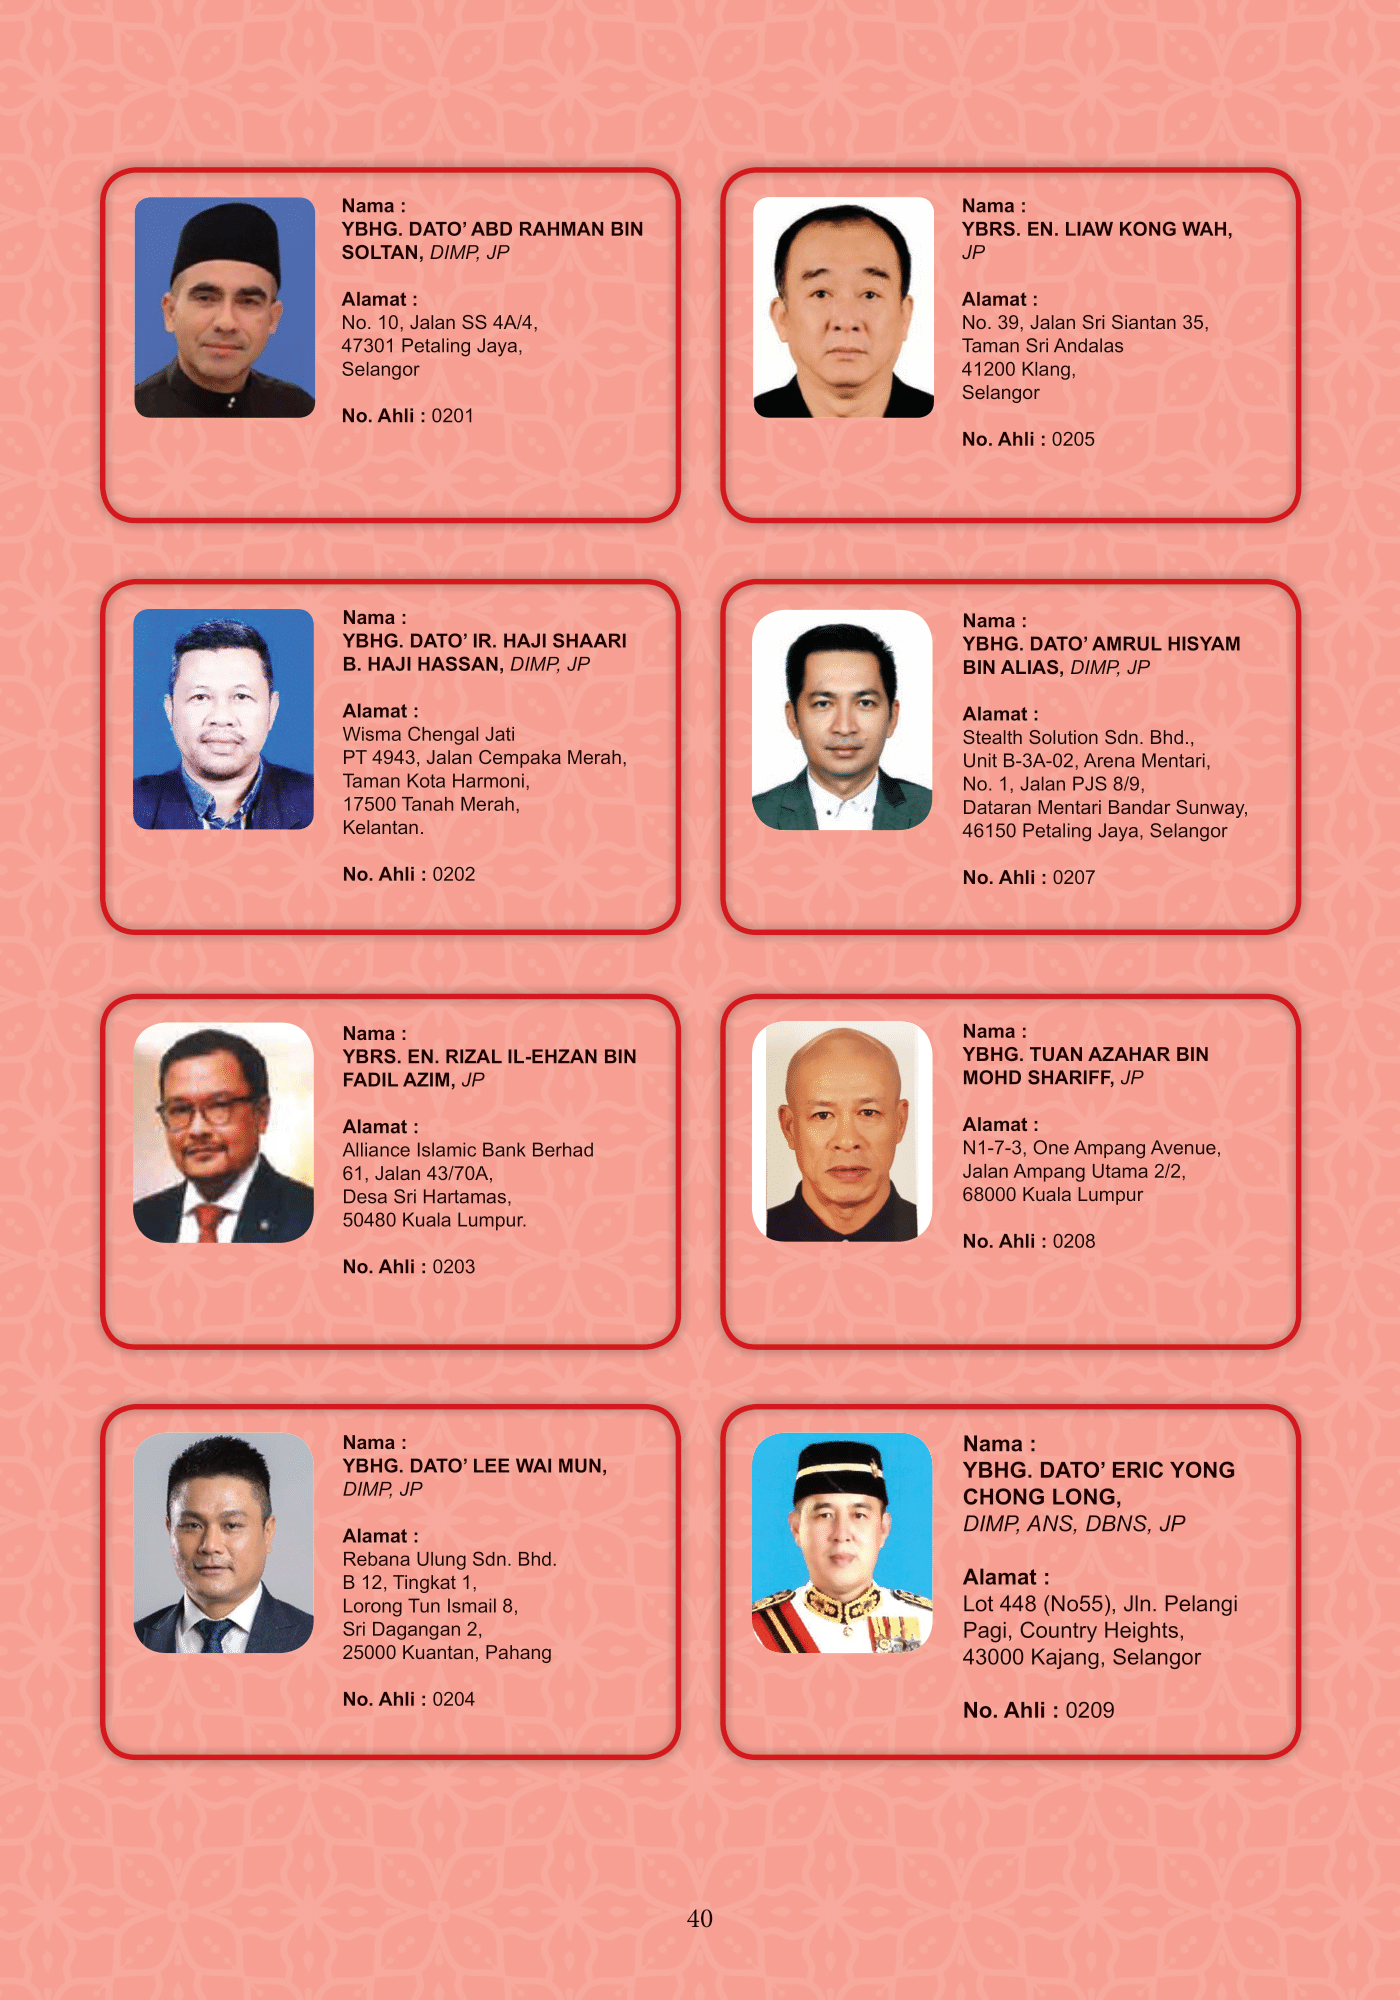 Nama :
YBHG. DATO’ ABD RAHMAN BIN
SOLTAN, DIMP, JP
Alamat :
No. 10, Jalan SS 4A/4,
47301 Petaling Jaya,
Selangor
No. Ahli : 0201
Nama :
YBRS. EN. LIAW KONG WAH,
JP
Alamat :
No. 39, Jalan Sri Siantan 35,
Taman Sri Andalas
41200 Klang,
Selangor
No. Ahli : 0205
Nama :
YBHG. DATO’ IR. HAJI SHAARI
B. HAJI HASSAN, DIMP, JP
Alamat :
Wisma Chengal Jati
PT 4943, Jalan Cempaka Merah,
Taman Kota Harmoni,
17500 Tanah Merah,
Kelantan.
No. Ahli : 0202
Nama :
YBHG. DATO’ AMRUL HISYAM
BIN ALIAS, DIMP, JP
Alamat :
Stealth Solution Sdn. Bhd.,
Unit B-3A-02, Arena Mentari,
No. 1, Jalan PJS 8/9,
Dataran Mentari Bandar Sunway,
46150 Petaling Jaya, Selangor
No. Ahli : 0207
Nama :
YBRS. EN. RIZAL IL-EHZAN BIN
FADIL AZIM, JP
Alamat :
Alliance Islamic Bank Berhad
61, Jalan 43/70A,
Desa Sri Hartamas,
50480 Kuala Lumpur.
No. Ahli : 0203
Nama :
YBHG. TUAN AZAHAR BIN
MOHD SHARIFF, JP
Alamat :
N1-7-3, One Ampang Avenue,
Jalan Ampang Utama 2/2,
68000 Kuala Lumpur
No. Ahli : 0208
Nama :
YBHG. DATO’ LEE WAI MUN,
DIMP, JP
Alamat :
Rebana Ulung Sdn. Bhd.
B 12, Tingkat 1,
Lorong Tun Ismail 8,
Sri Dagangan 2,
25000 Kuantan, Pahang
No. Ahli : 0204
Nama :
YBHG. DATO’ ERIC YONG
CHONG LONG,
DIMP, ANS, DBNS, JP
Alamat :
Lot 448 (No55), Jln. Pelangi
Pagi, Country Heights,
43000 Kajang, Selangor
No. Ahli : 0209
40